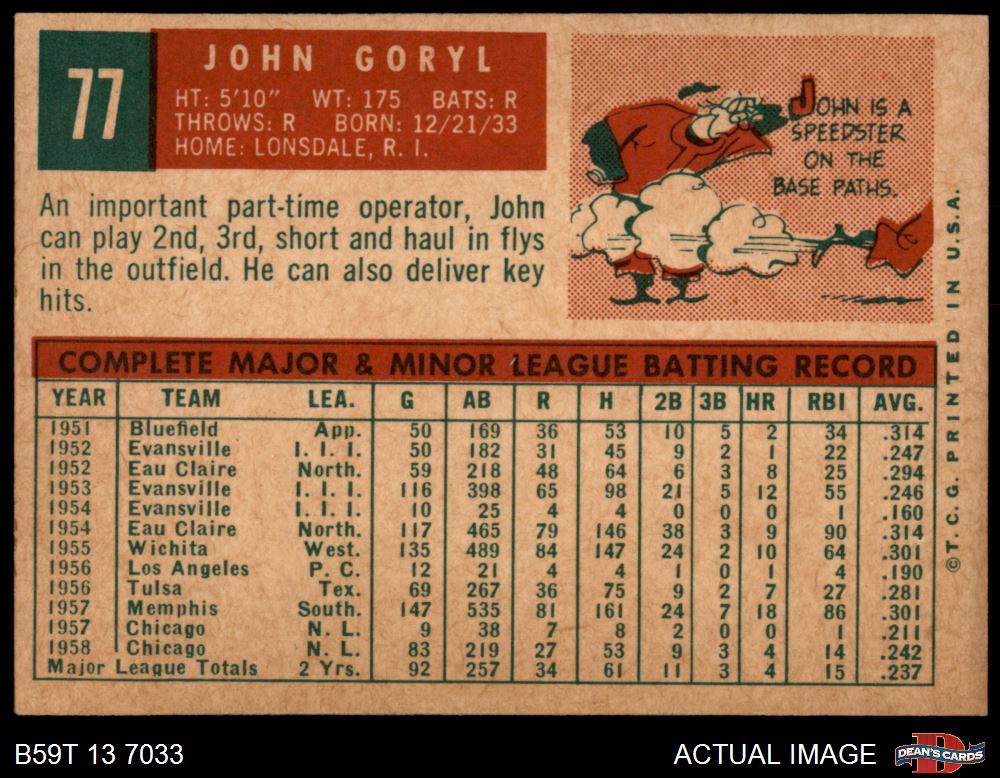 77
JOHN GORYL
HT: 5'10" WT: 175 BATS: R
THROWS: R BORN: 12/21/33
HOME: LONSDALE, R. I.
JOHN IS A
SPEEDSTER
ON THE
BASE PATHS.
An important part-time operator, John
can play 2nd, 3rd, short and haul in flys
in the outfield. He can also deliver key
hits.
COMPLETE MAJOR & MINOR LEAGUE BATTING RECORD
YEAR TEAM LEA. G AB R H 2B 3B HR RBI AVG.
1951 Bluefield App. 50 169 36 53 10 5 2 34 .314
1952 Evansville I. I. I. 50 182 31 45 9 2 1 22 .247
1952 Eau Claire North. 59 218 48 64 6 3 8 25 .294
1953 Evansville I. I. I. 116 398 65 98 21 5 12 55 .246
1954 Evansville I. I. I. 10 25 4 4 0 0 0 1 .160
1954 Eau Claire North. 117 465 79 146 38 3 9 90 .314
1955 Wichita West. 135 489 84 147 24 2 10 64 .301
1956 Los Angeles P. C. 12 21 4 4 1 0 1 4 .190
1956 Tulsa Tex. 69 267 36 75 9 2 7 27 .281
1957 Memphis South. 147 535 81 161 24 7 18 86 .301
1957 Chicago N. L. 9 38 7 8 2 0 0 1 .211
1958 Chicago N. L. 83 219 27 53 9 3 4 14 .242
Major League Totals 2 Yrs. 92 257 34 61 11 3 4 15 .237
©T. C. G. PRINTED IN U.S.A.
B59T 13 7033
ACTUAL IMAGE
D
DEAN'S CARDS